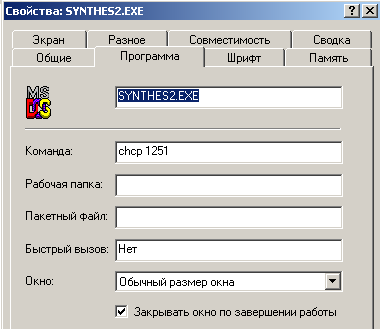 Свойства: SYNTHES2.EXE
Экран Разное Совместимость Сводка
Общие Программа Шрифт Память
MS
DOS
SYNTHES2.EXE
Команда: chcp 1251
Рабочая папка:
Пакетный файл:
Быстрый вызов: Нет
Окно: Обычный размер окна
Закрывать окно по завершении работы